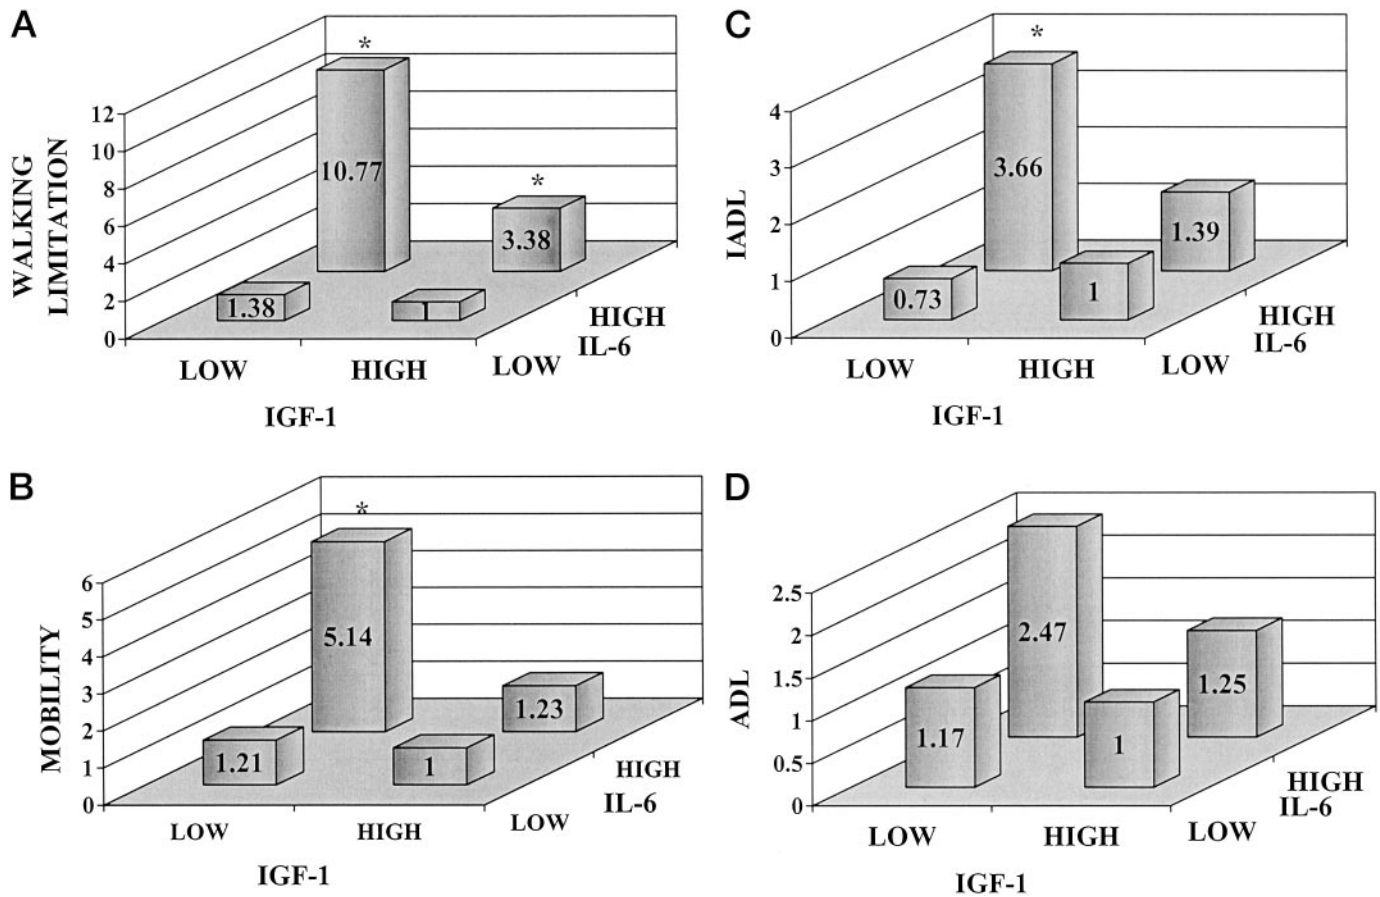 A
*
12
10
8
6
4
2
0
WALKING
LIMITATION
10.77
*
3.38
1.38
1
LOW
HIGH
LOW
HIGH
IL-6
IGF-1
C
*
4
3
2
1
0
IADL
3.66
1.39
0.73
1
LOW
HIGH
LOW
HIGH
IL-6
IGF-1
B
*
6
5
4
3
2
1
0
MOBILITY
5.14
1.23
1.21
1
LOW
HIGH
LOW
HIGH
IL-6
IGF-1
D
2.5
2
1.5
1
0.5
0
ADL
2.47
1.25
1.17
1
LOW
HIGH
LOW
HIGH
IL-6
IGF-1